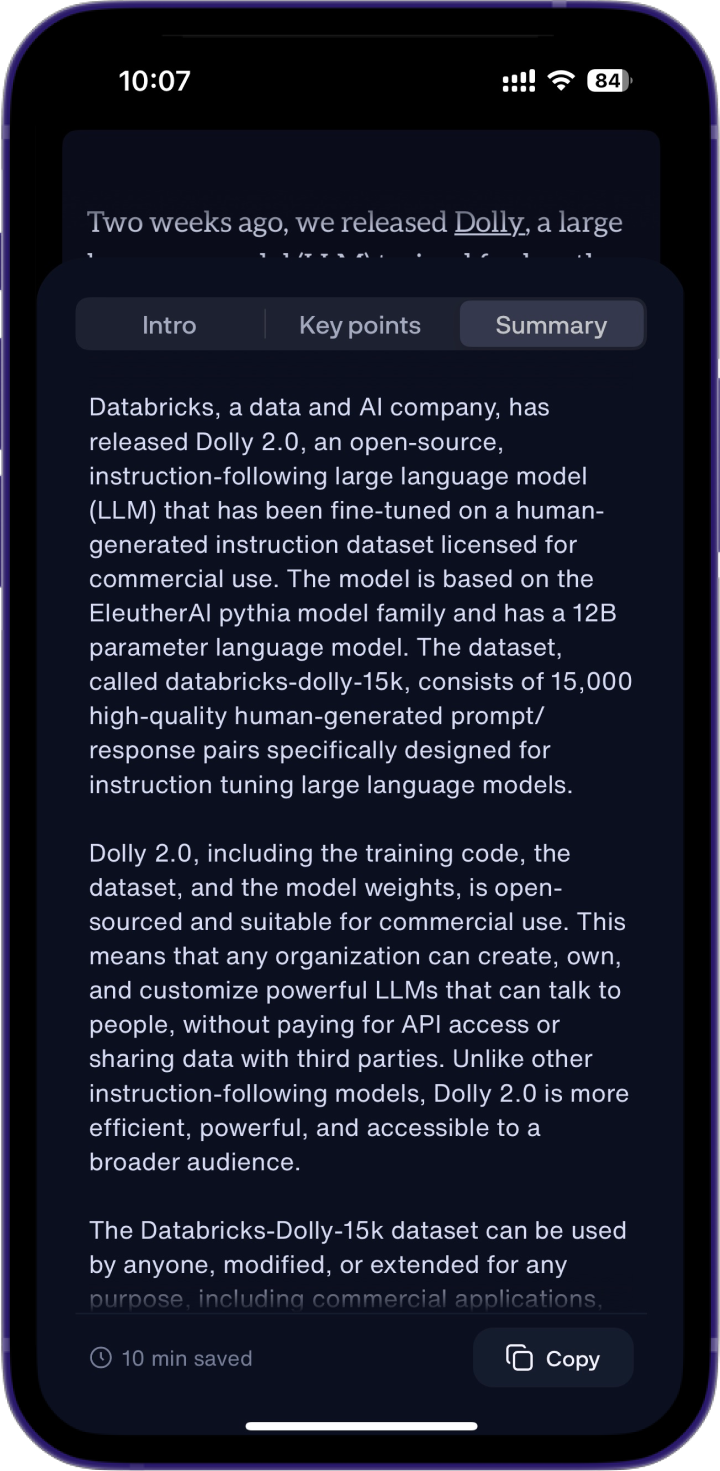 10:07
84
Two weeks ago, we released Dolly, a large
Intro
Key points
Summary
Databricks, a data and AI company, has
released Dolly 2.0, an open-source,
instruction-following large language model
(LLM) that has been fine-tuned on a human-
generated instruction dataset licensed for
commercial use. The model is based on the
EleutherAI pythia model family and has a 12B
parameter language model. The dataset,
called databricks-dolly-15k, consists of 15,000
high-quality human-generated prompt/
response pairs specifically designed for
instruction tuning large language models.
Dolly 2.0, including the training code, the
dataset, and the model weights, is open-
sourced and suitable for commercial use. This
means that any organization can create, own,
and customize powerful LLMs that can talk to
people, without paying for API access or
sharing data with third parties. Unlike other
instruction-following models, Dolly 2.0 is more
efficient, powerful, and accessible to a
broader audience.
The Databricks-Dolly-15k dataset can be used
by anyone, modified, or extended for any
purpose, including commercial applications,
10 min saved
Copy